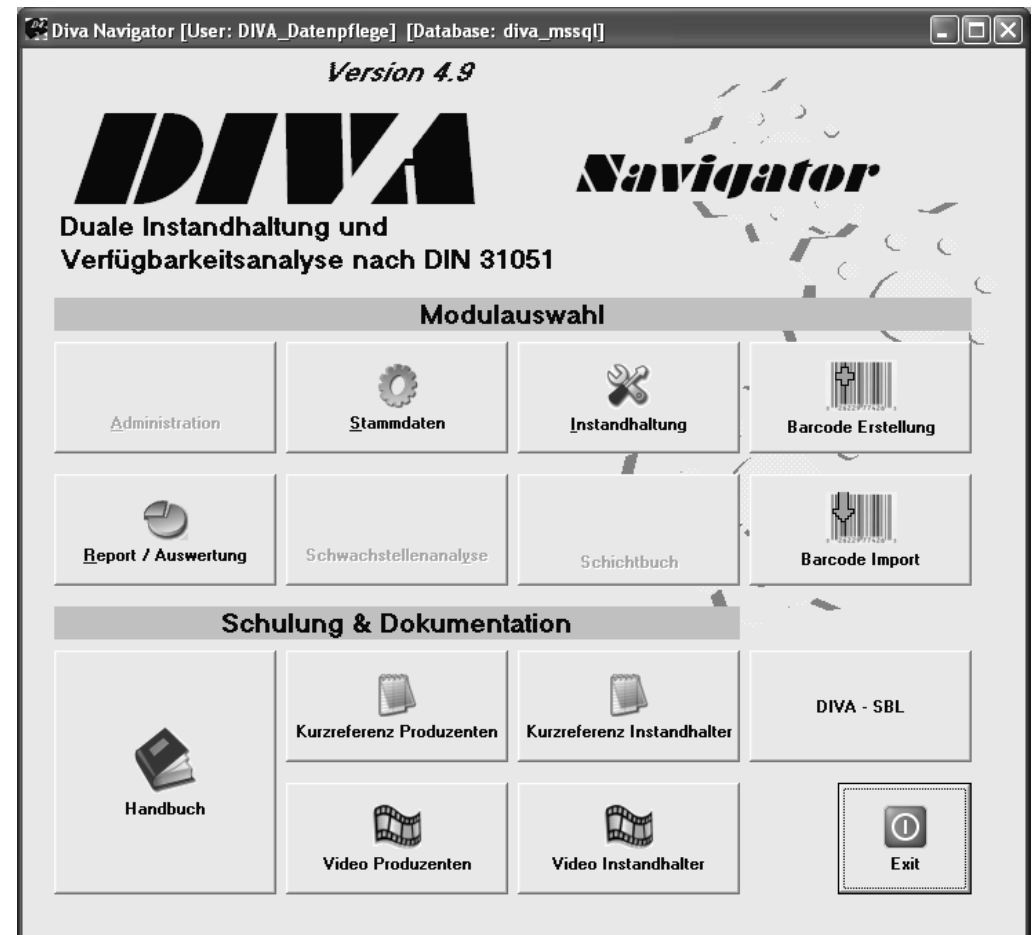 Diva Navigator [User: DIVA_Datenpflege] [Database: diva_mssql]
Version 4.9
DIVA
Navigator
Duale Instandhaltung und
Verfügbarkeitsanalyse nach DIN 31051
Modulauswahl
Administration
Stammdaten
Instandhaltung
Barcode Erstellung
Report / Auswertung
Schwachstellenanalyse
Schichtbuch
Barcode Import
Schulung & Dokumentation
Handbuch
Kurzreferenz Produzenten
Kurzreferenz Instandhalter
DIVA - SBL
Video Produzenten
Video Instandhalter
Exit